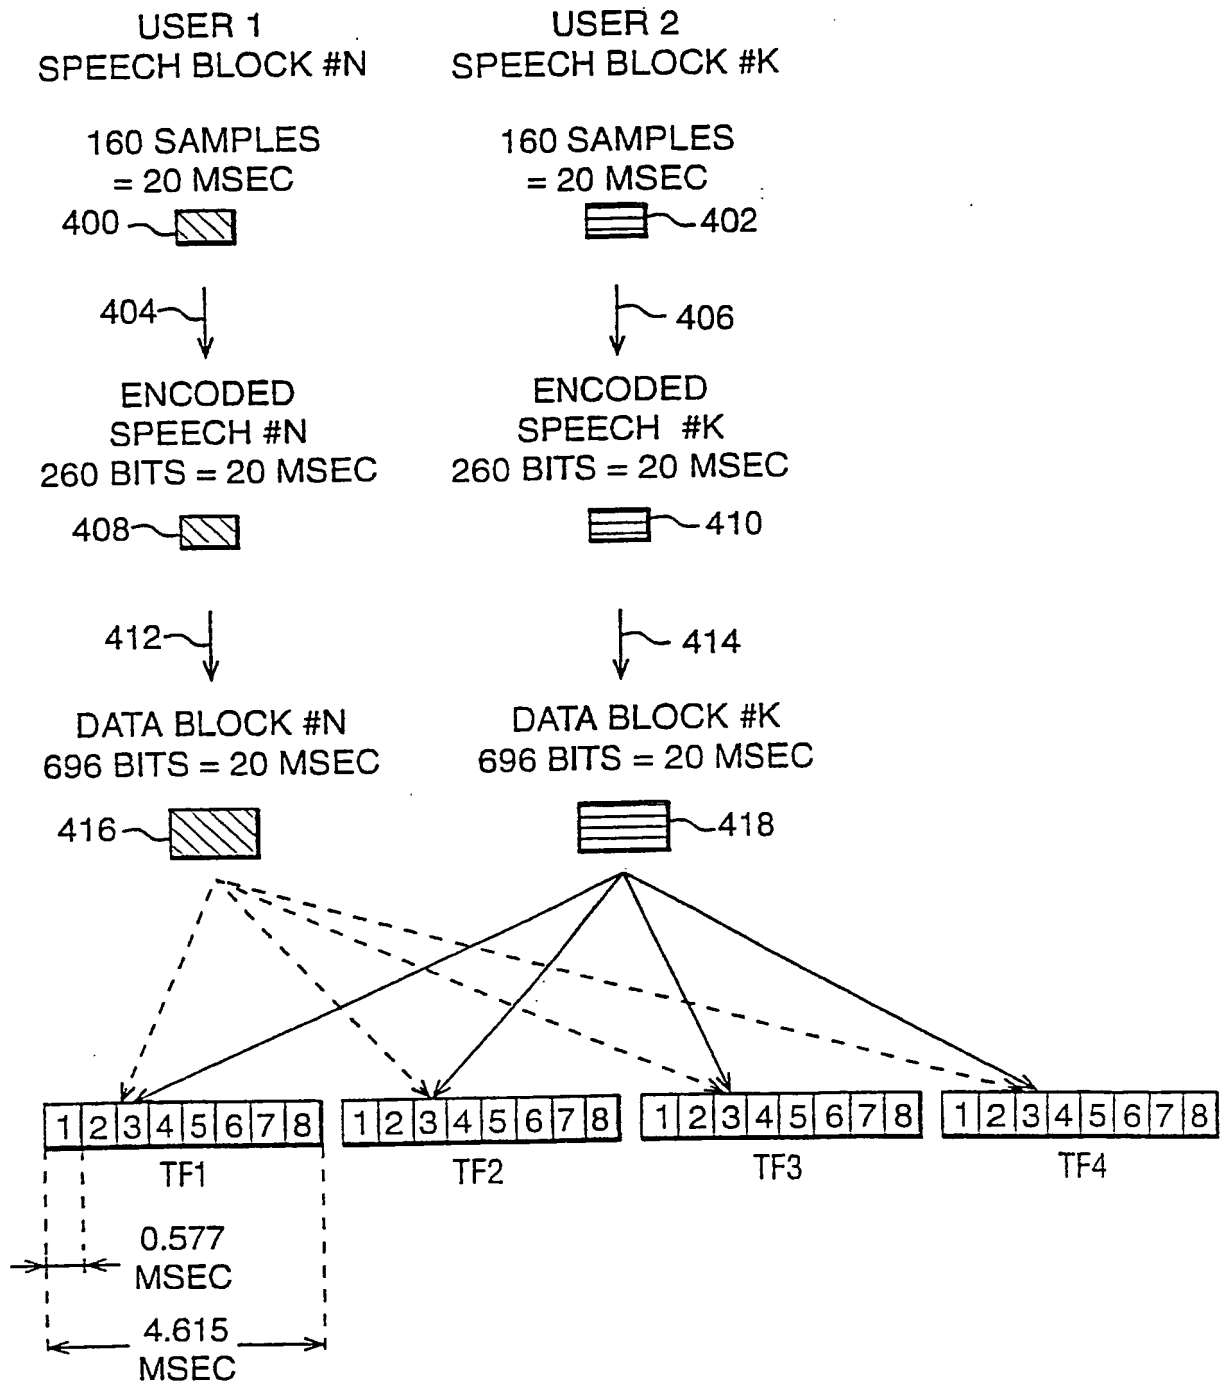 USER 1
SPEECH BLOCK #N
160 SAMPLES
= 20 MSEC
400
404
ENCODED
SPEECH #N
260 BITS = 20 MSEC
408
412
DATA BLOCK #N
696 BITS = 20 MSEC
416
USER 2
SPEECH BLOCK #K
160 SAMPLES
= 20 MSEC
402
406
ENCODED
SPEECH #K
260 BITS = 20 MSEC
410
414
DATA BLOCK #K
696 BITS = 20 MSEC
418
1 2 3 4 5 6 7 8
TF1
1 2 3 4 5 6 7 8
TF2
1 2 3 4 5 6 7 8
TF3
1 2 3 4 5 6 7 8
TF4
0.577
MSEC
4.615
MSEC